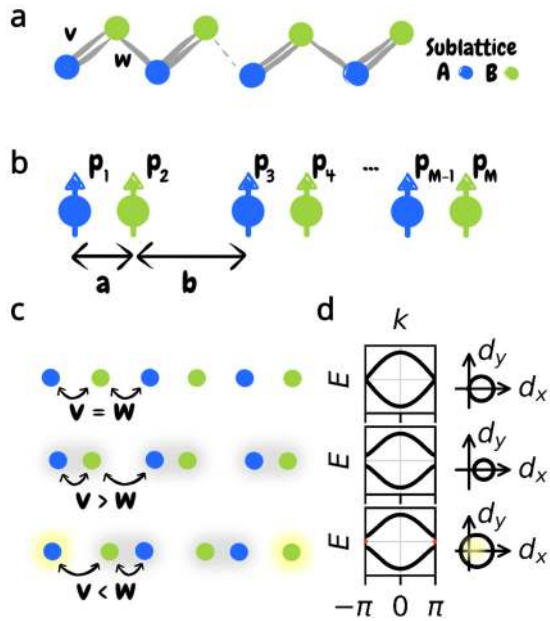 a
v
w
Sublattice
A B
b
p1 p2 p3 p4 ... pM-1 pM
a b
c
v = w
v > w
v < w
d
k
E
dy
dx
E
dy
dx
E
dy
dx
-π 0 π